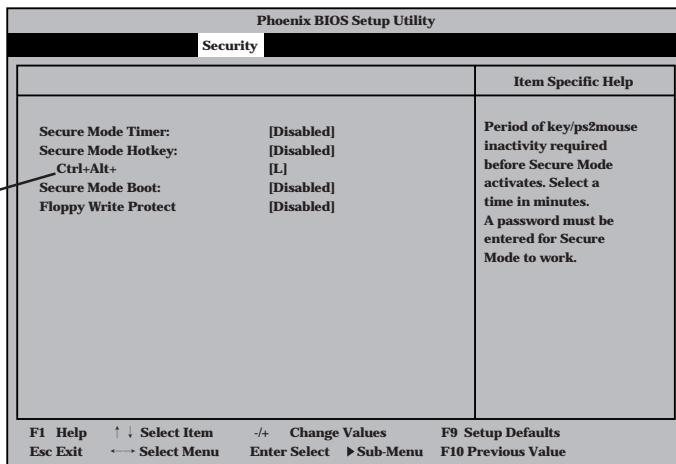 Phoenix BIOS Setup Utility
Security
Item Specific Help
Secure Mode Timer: [Disabled]
Secure Mode Hotkey: [Disabled]
Ctrl+Alt+ [L]
Secure Mode Boot: [Disabled]
Floppy Write Protect [Disabled]
Period of key/ps2mouse
inactivity required
before Secure Mode
activates. Select a
time in minutes.
A password must be
entered for Secure
Mode to work.
F1 Help ↑ ↓ Select Item -/+ Change Values F9 Setup Defaults
Esc Exit ←→ Select Menu Enter Select ▶Sub-Menu F10 Previous Value